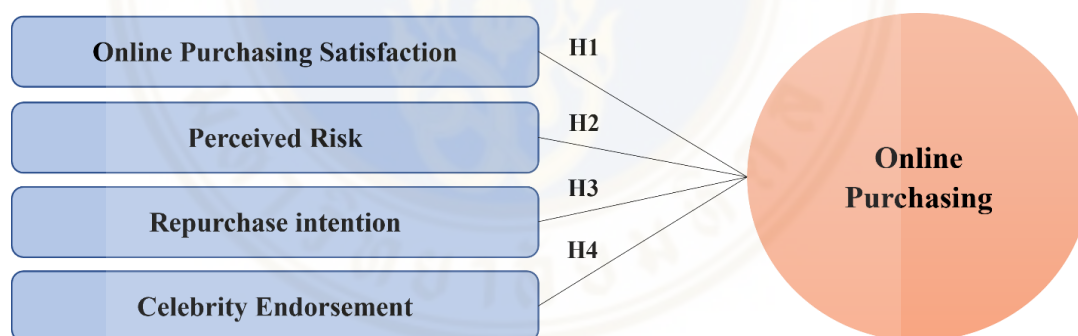 Online Purchasing Satisfaction
H1
Perceived Risk
H2
Repurchase intention
H3
Celebrity Endorsement
H4
Online
Purchasing